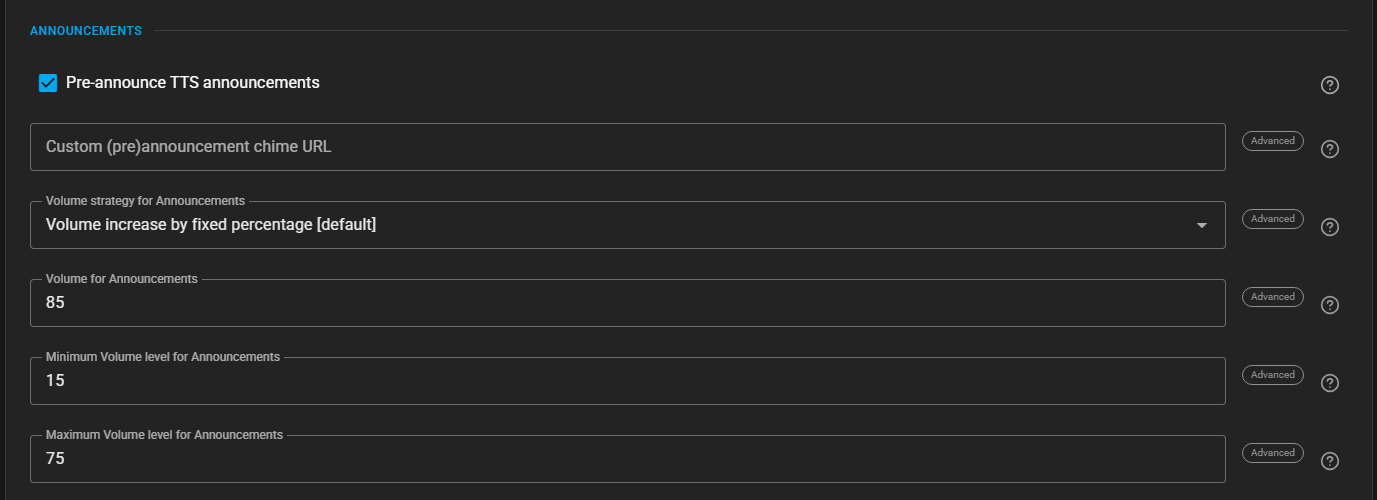 ANNOUNCEMENTS
Pre-announce TTS announcements
Custom (pre)announcement chime URL
Advanced
Volume strategy for Announcements
Volume increase by fixed percentage [default]
Advanced
Volume for Announcements
85
Advanced
Minimum Volume level for Announcements
15
Advanced
Maximum Volume level for Announcements
75
Advanced